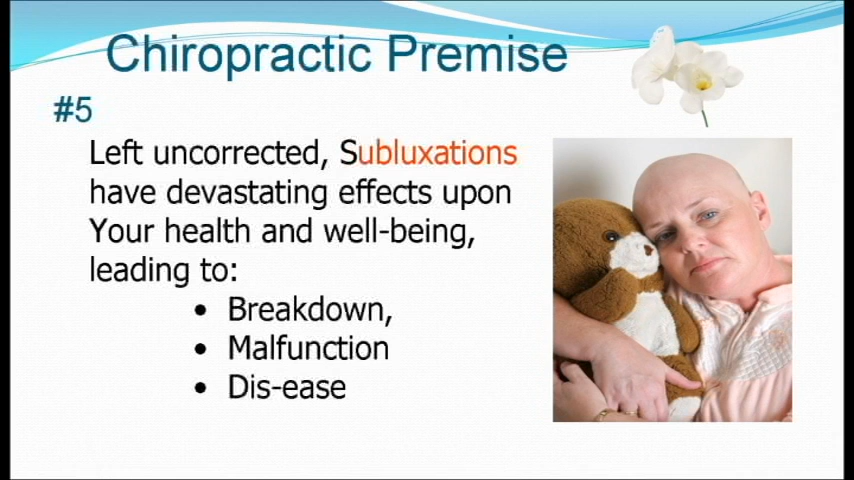 Chiropractic Premise
#5
Left uncorrected, Subluxations
have devastating effects upon
Your health and well-being,
leading to:
• Breakdown,
• Malfunction
• Dis-ease